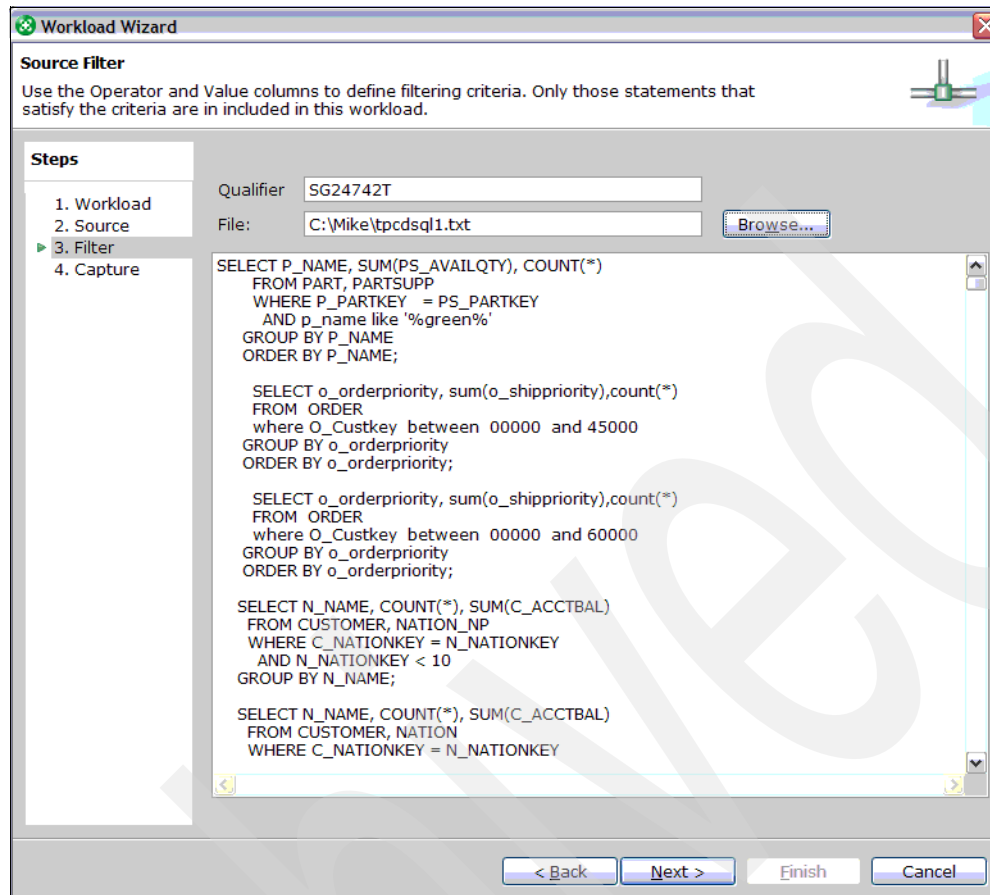 Workload Wizard
Source Filter
Use the Operator and Value columns to define filtering criteria. Only those statements that
satisfy the criteria are in included in this workload.
Steps
1. Workload
2. Source
3. Filter
4. Capture
Qualifier SG24742T
File: C:\Mike\tpcdsql1.txt Browse...
SELECT P_NAME, SUM(PS_AVAILQTY), COUNT(*)
FROM PART, PARTSUPP
WHERE P_PARTKEY = PS_PARTKEY
AND p_name like '%green%'
GROUP BY P_NAME
ORDER BY P_NAME;
SELECT o_orderpriority, sum(o_shippriority),count(*)
FROM ORDER
where O_Custkey between 00000 and 45000
GROUP BY o_orderpriority
ORDER BY o_orderpriority;
SELECT o_orderpriority, sum(o_shippriority),count(*)
FROM ORDER
where O_Custkey between 00000 and 60000
GROUP BY o_orderpriority
ORDER BY o_orderpriority;
SELECT N_NAME, COUNT(*), SUM(C_ACCTBAL)
FROM CUSTOMER, NATION_NP
WHERE C_NATIONKEY = N_NATIONKEY
AND N_NATIONKEY < 10
GROUP BY N_NAME;
SELECT N_NAME, COUNT(*), SUM(C_ACCTBAL)
FROM CUSTOMER, NATION
WHERE C_NATIONKEY = N_NATIONKEY
< Back Next > Finish Cancel